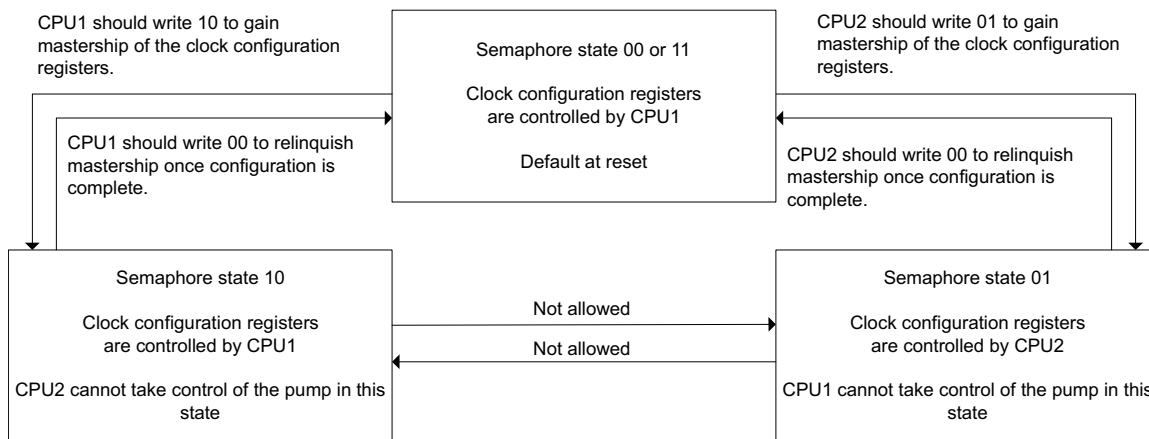 CPU1 should write 10 to gain
mastership of the clock configuration
registers.
CPU2 should write 01 to gain
mastership of the clock configuration
registers.
Semaphore state 00 or 11
Clock configuration registers
are controlled by CPU1
Default at reset
CPU1 should write 00 to relinquish
mastership once configuration is
complete.
CPU2 should write 00 to relinquish
mastership once configuration is
complete.
Semaphore state 10
Clock configuration registers
are controlled by CPU1
CPU2 cannot take control of the pump in this
state
Not allowed
Not allowed
Semaphore state 01
Clock configuration registers
are controlled by CPU2
CPU1 cannot take control of the pump in this
state